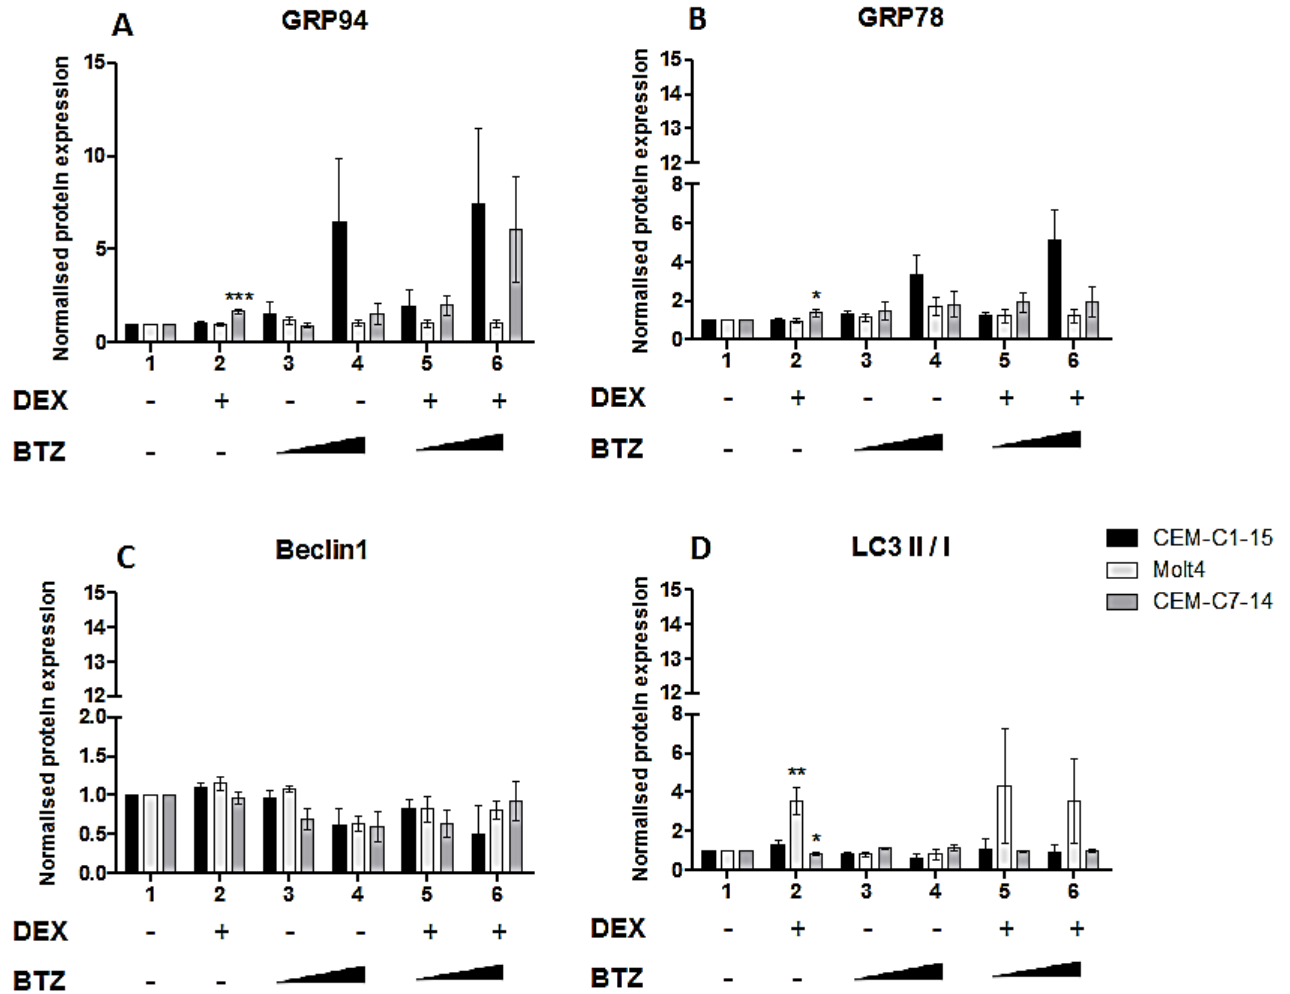 A GRP94
Normalised protein expression
15
10
5
0
***
1 2 3 4 5 6
DEX - + - - + +
BTZ - -
B GRP78
Normalised protein expression
15
14
13
12
8
6
4
2
0
*
1 2 3 4 5 6
DEX - + - - + +
BTZ - -
C Beclin1
Normalised protein expression
15
14
13
12
2.0
1.5
1.0
0.5
0.0
1 2 3 4 5 6
DEX - + - - + +
BTZ - -
D LC3 II / I
Normalised protein expression
15
14
13
12
8
6
4
2
0
**
*
1 2 3 4 5 6
DEX - + - - + +
BTZ - -
CEM-C1-15
Molt4
CEM-C7-14